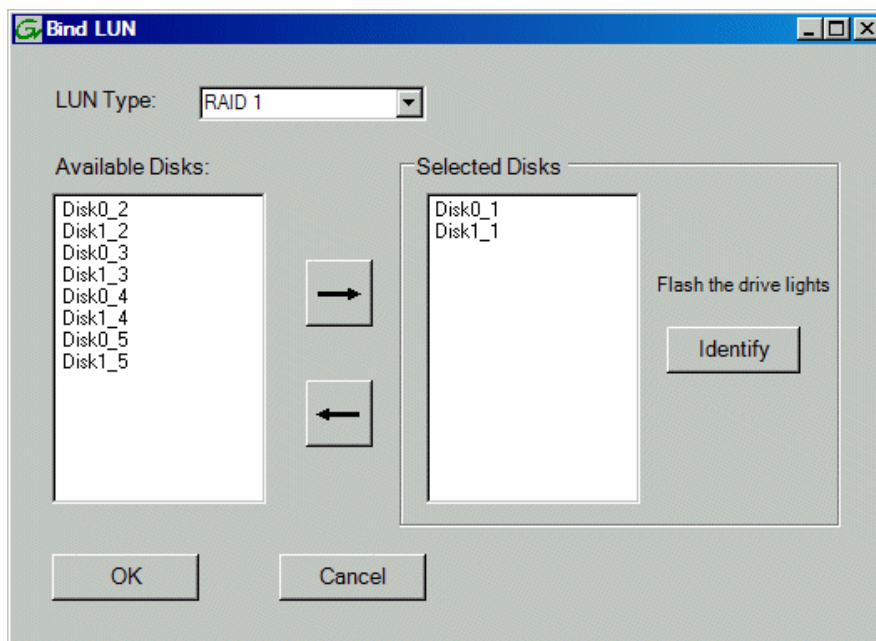 Bind LUN
LUN Type:
RAID 1
Available Disks:
Disk0_2
Disk1_2
Disk0_3
Disk1_3
Disk0_4
Disk1_4
Disk0_5
Disk1_5
Selected Disks
Disk0_1
Disk1_1
Flash the drive lights
Identify
OK
Cancel